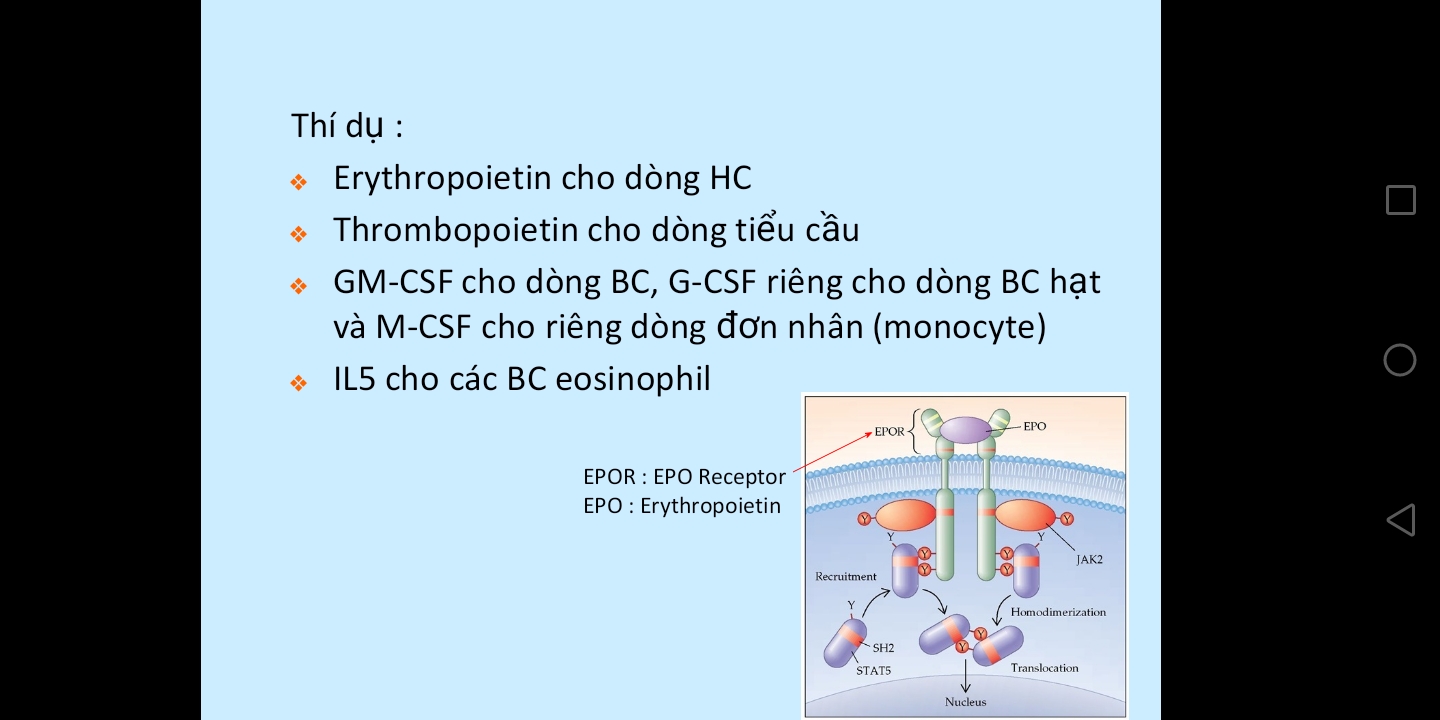 Thí dụ :
❖ Erythropoietin cho dòng HC
❖ Thrombopoietin cho dòng tiểu cầu
❖ GM-CSF cho dòng BC, G-CSF riêng cho dòng BC hạt
và M-CSF cho riêng dòng đơn nhân (monocyte)
❖ IL5 cho các BC eosinophil
EPOR : EPO Receptor
EPO : Erythropoietin
EPOR
EPO
Y
Y
Y
Y
JAK2
Y
Y
Y
Y
Recruitment
Y
Homodimerization
Y
Y
SH2
STAT5
Translocation
Nucleus